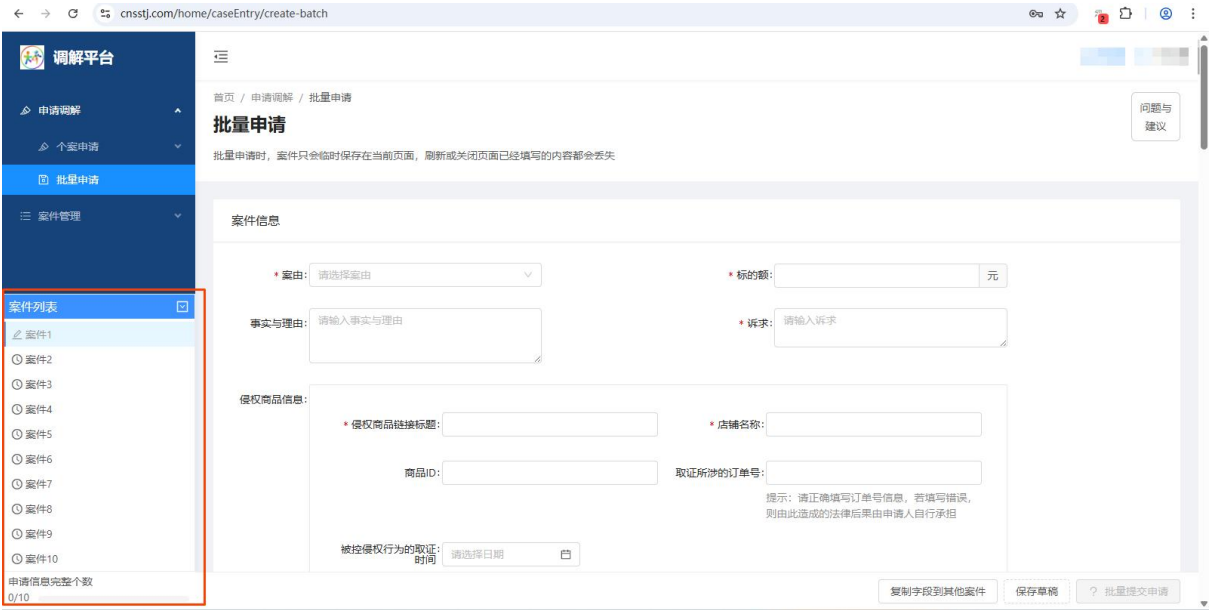 cnsstj.com/home/caseEntry/create-batch
2
调解平台
申请调解
个案申请
批量申请
案件管理
案件列表
案件1
案件2
案件3
案件4
案件5
案件6
案件7
案件8
案件9
案件10
申请信息完整个数
0/10
首页 / 申请调解 / 批量申请
批量申请
批量申请时，案件只会临时保存在当前页面，刷新或关闭页面已经填写的内容都会丢失
问题与
建议
案件信息
* 案由: 请选择案由
* 标的额: 元
事实与理由: 请输入事实与理由
* 诉求: 请输入诉求
侵权商品信息:
* 侵权商品链接标题:
* 店铺名称:
商品ID:
取证所涉的订单号:
提示：请正确填写订单号信息，若填写错误，
则由此造成的法律后果由申请人自行承担
被控侵权行为的取证:
时间
请选择日期
复制字段到其他案件
保存草稿
? 批量提交申请